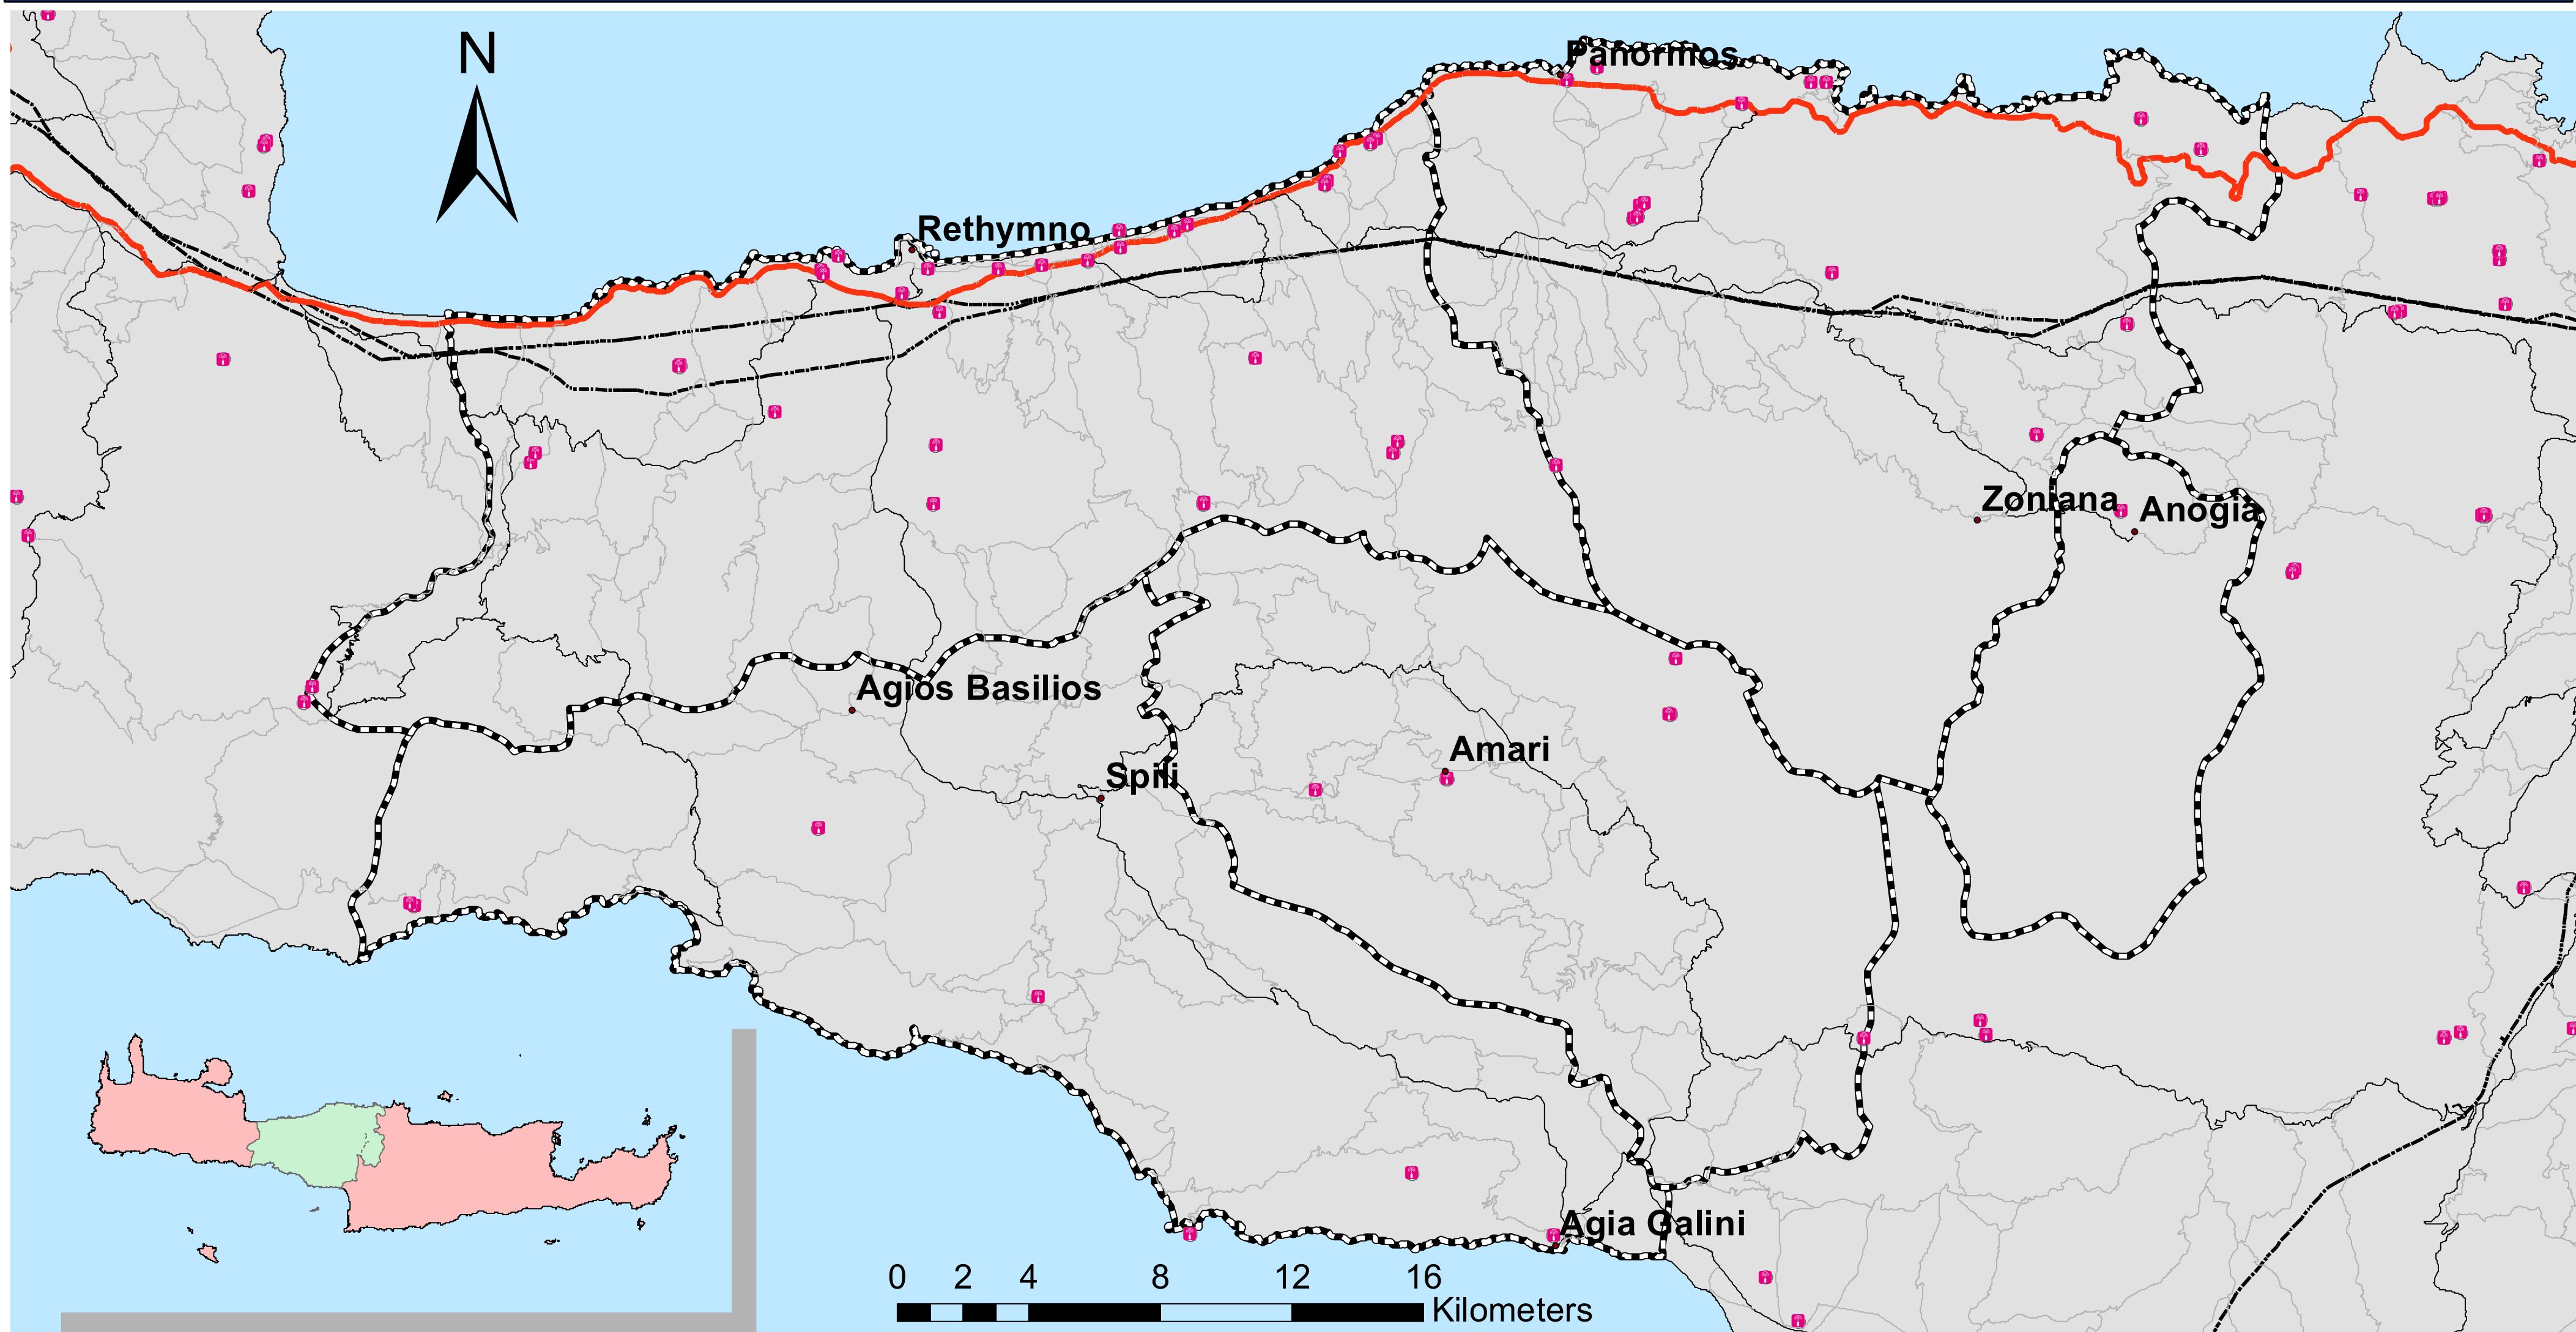 N
Panormos
Rethymno
Zoniana
Anogia
Agios Basilios
Amari
Spili
Agia Galini
0 2 4 8 12 16
Kilometers